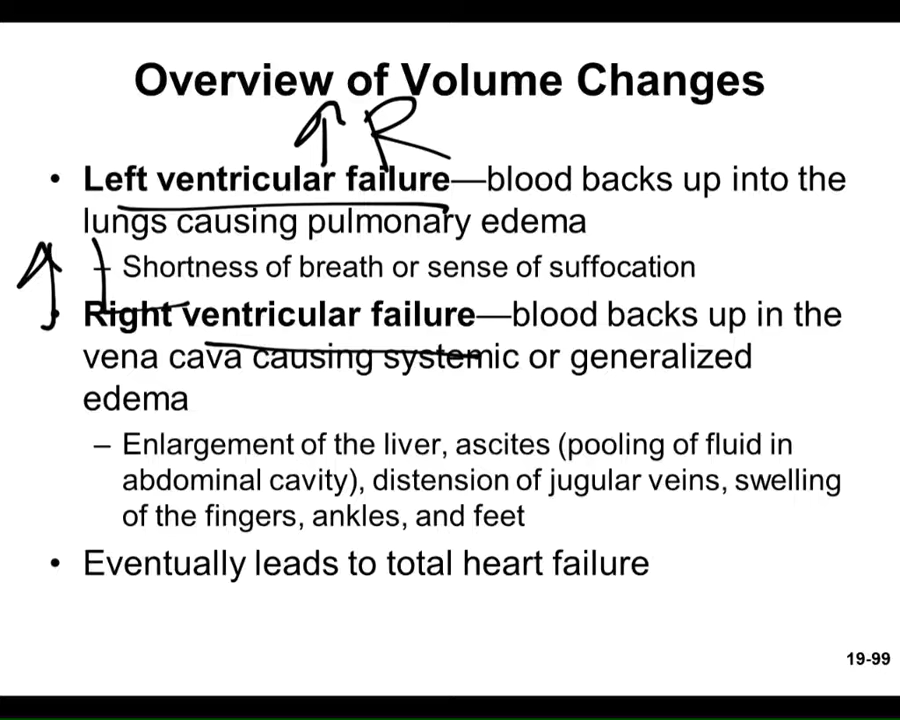 Overview of Volume Changes
↑ R
• Left ventricular failure—blood backs up into the
lungs causing pulmonary edema
– Shortness of breath or sense of suffocation
↑
• Right ventricular failure—blood backs up in the
vena cava causing systemic or generalized
edema
– Enlargement of the liver, ascites (pooling of fluid in
abdominal cavity), distension of jugular veins, swelling
of the fingers, ankles, and feet
• Eventually leads to total heart failure
19-99